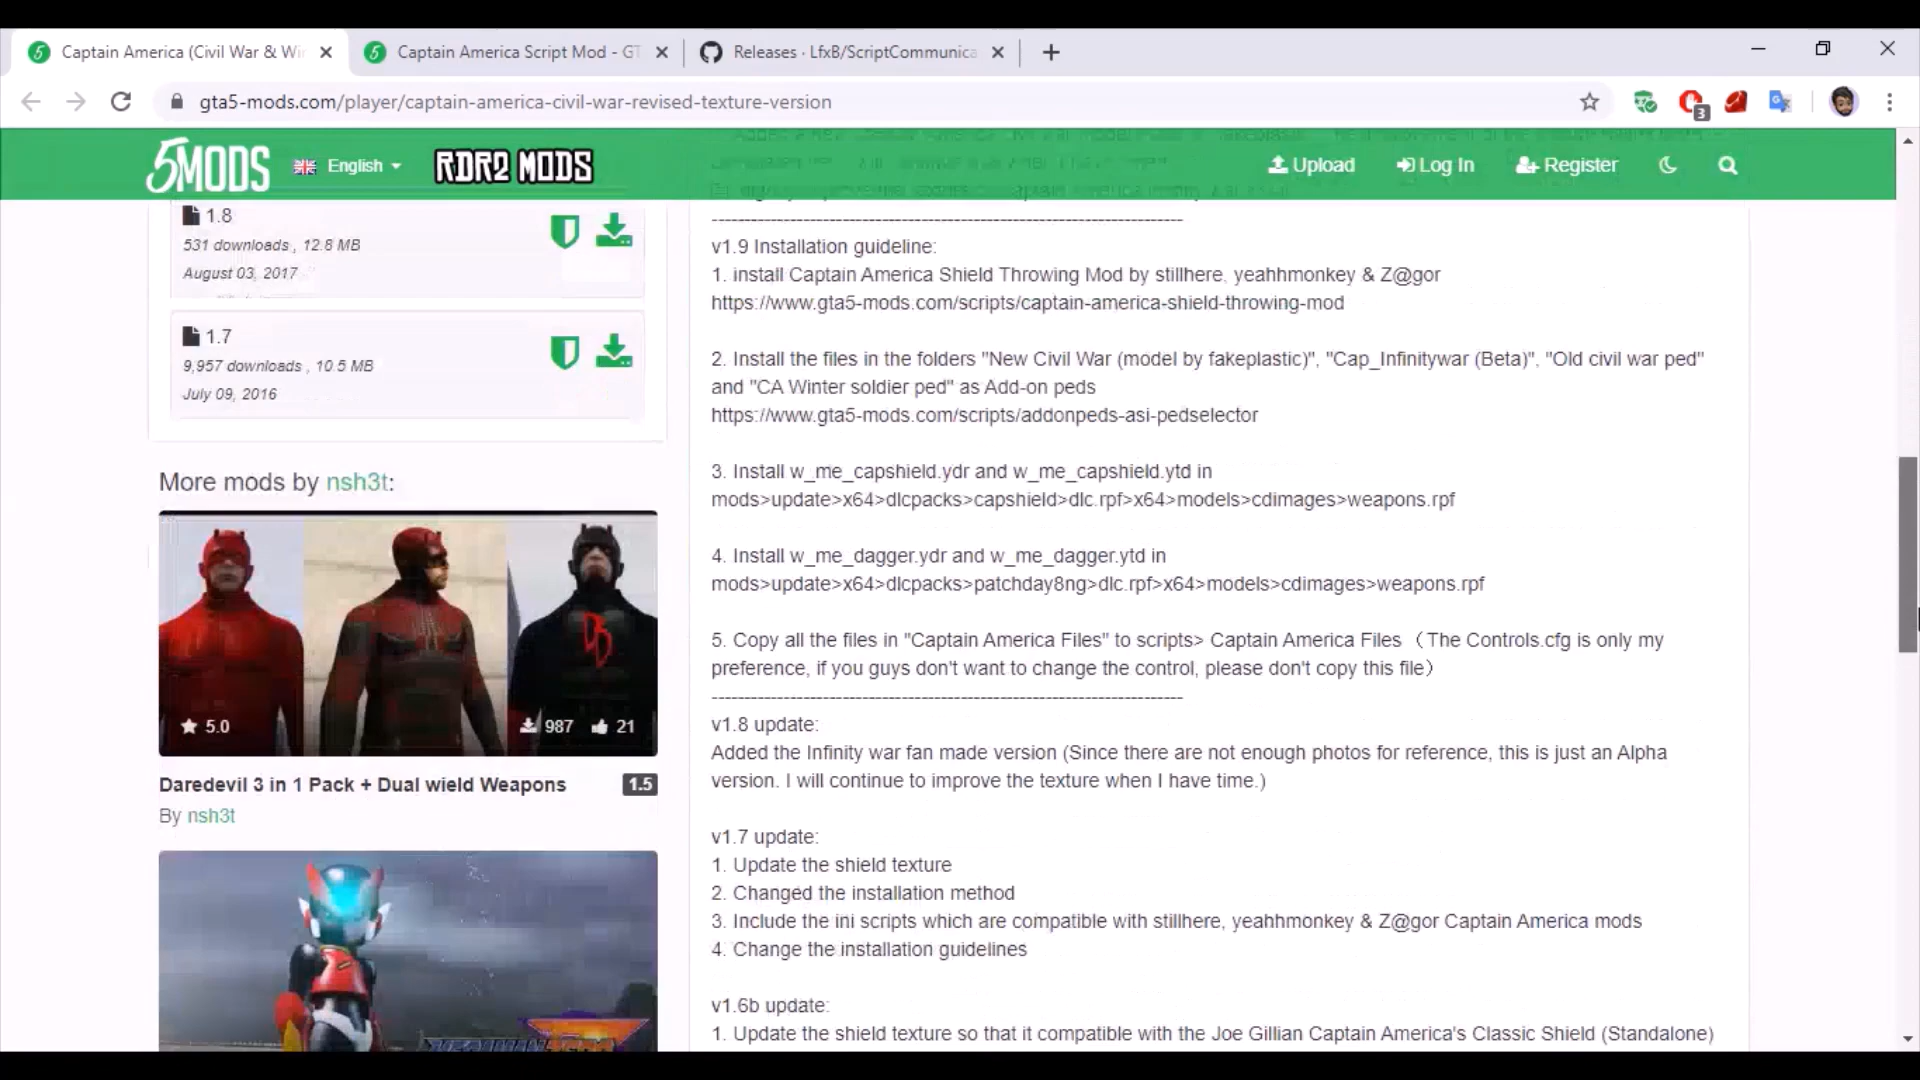 Captain America (Civil War & Wi
Captain America Script Mod - GT
Releases · LfxB/ScriptCommunica
gta5-mods.com/player/captain-america-civil-war-revised-texture-version
3
5MODS
English
RDR2 MODS
Upload
Log In
Register
1.8
531 downloads , 12.8 MB
August 03, 2017
1.7
9,957 downloads , 10.5 MB
July 09, 2016
More mods by nsh3t:
5.0
987
21
Daredevil 3 in 1 Pack + Dual wield Weapons
1.5
By nsh3t
--------------------------------------------------------------------------
v1.9 Installation guideline:
1. install Captain America Shield Throwing Mod by stillhere, yeahhmonkey & Z@gor
https://www.gta5-mods.com/scripts/captain-america-shield-throwing-mod
2. Install the files in the folders "New Civil War (model by fakeplastic)", "Cap_Infinitywar (Beta)", "Old civil war ped"
and "CA Winter soldier ped" as Add-on peds
https://www.gta5-mods.com/scripts/addonpeds-asi-pedselector
3. Install w_me_capshield.ydr and w_me_capshield.ytd in
mods>update>x64>dlcpacks>capshield>dlc.rpf>x64>models>cdimages>weapons.rpf
4. Install w_me_dagger.ydr and w_me_dagger.ytd in
mods>update>x64>dlcpacks>patchday8ng>dlc.rpf>x64>models>cdimages>weapons.rpf
5. Copy all the files in "Captain America Files" to scripts> Captain America Files（The Controls.cfg is only my
preference, if you guys don't want to change the control, please don't copy this file）
--------------------------------------------------------------------------
v1.8 update:
Added the Infinity war fan made version (Since there are not enough photos for reference, this is just an Alpha
version. I will continue to improve the texture when I have time.)
v1.7 update:
1. Update the shield texture
2. Changed the installation method
3. Include the ini scripts which are compatible with stillhere, yeahhmonkey & Z@gor Captain America mods
4. Change the installation guidelines
v1.6b update:
1. Update the shield texture so that it compatible with the Joe Gillian Captain America's Classic Shield (Standalone)